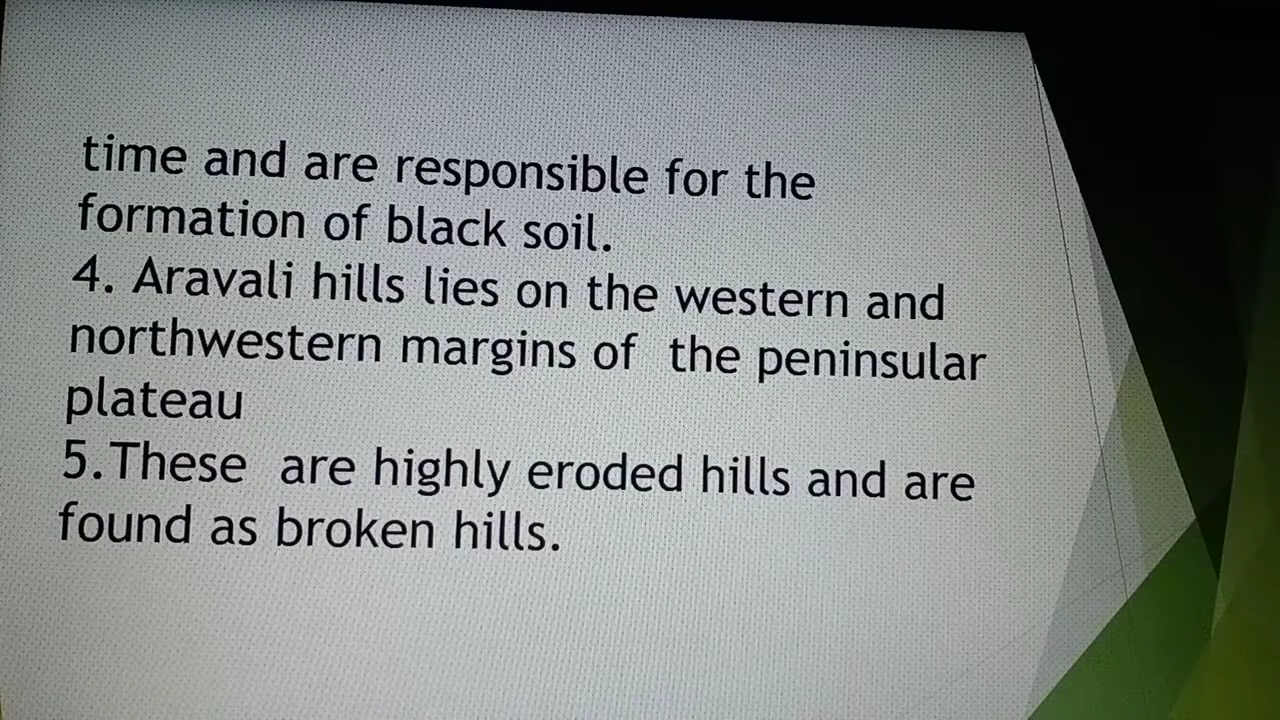 time and are responsible for the
formation of black soil.
4. Aravali hills lies on the western and
northwestern margins of the peninsular
plateau
5.These are highly eroded hills and are
found as broken hills.